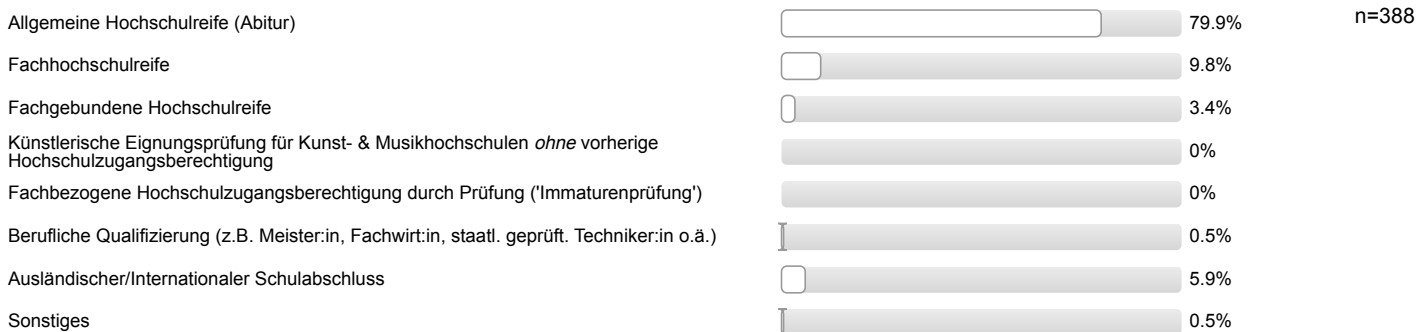 Allgemeine Hochschulreife (Abitur) 79.9% n=388
Fachhochschulreife 9.8%
Fachgebundene Hochschulreife 3.4%
Künstlerische Eignungsprüfung für Kunst- & Musikhochschulen ohne vorherige
Hochschulzugangsberechtigung 0%
Fachbezogene Hochschulzugangsberechtigung durch Prüfung ('Immaturenprüfung') 0%
Berufliche Qualifizierung (z.B. Meister:in, Fachwirt:in, staatl. geprüft. Techniker:in o.ä.) 0.5%
Ausländischer/Internationaler Schulabschluss 5.9%
Sonstiges 0.5%